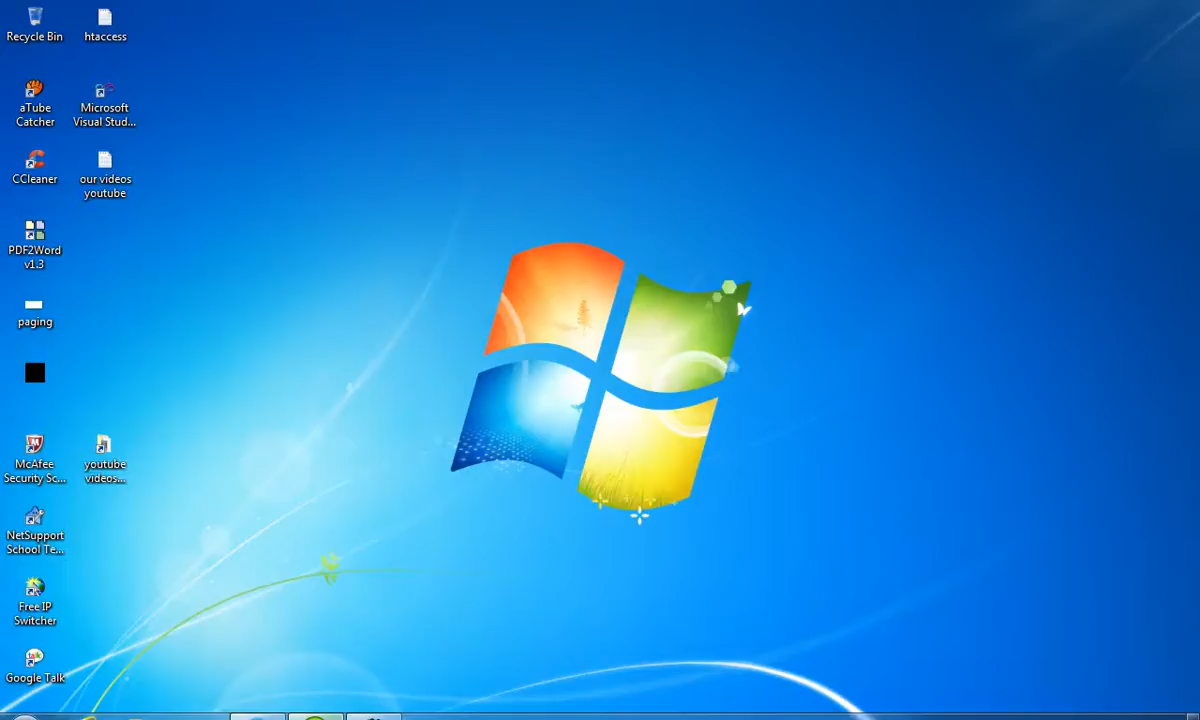 Recycle Bin
htaccess
aTube
Catcher
Microsoft
Visual Stud...
CCleaner
our videos
youtube
PDF2Word
v1.3
paging
McAfee
Security Sc...
youtube
videos...
NetSupport
School Te...
Free IP
Switcher
talk
Google Talk